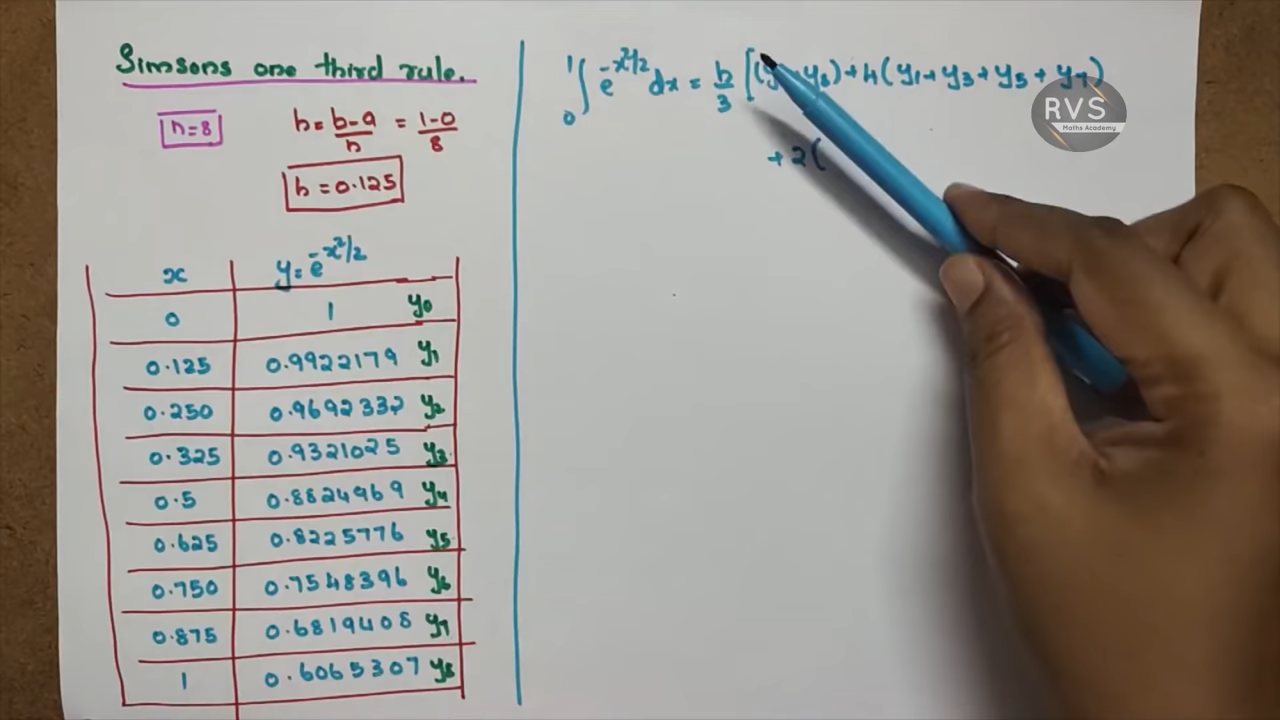 Simsons one third rule.
n=8
h = b-a/n = 1-0/8
h = 0.125
x y = e^-x²/2
0 1 y0
0.125 0.9922179 y1
0.250 0.9692332 y2
0.325 0.9321025 y3
0.5 0.8824969 y4
0.625 0.8225776 y5
0.750 0.7548396 y6
0.875 0.6819408 y7
1 0.6065307 y8
1∫0 e^-x²/2 dx = h/3 [(y y8) + 4(y1 + y3 + y5 + y7)
+ 2(
RVS
Maths Academy